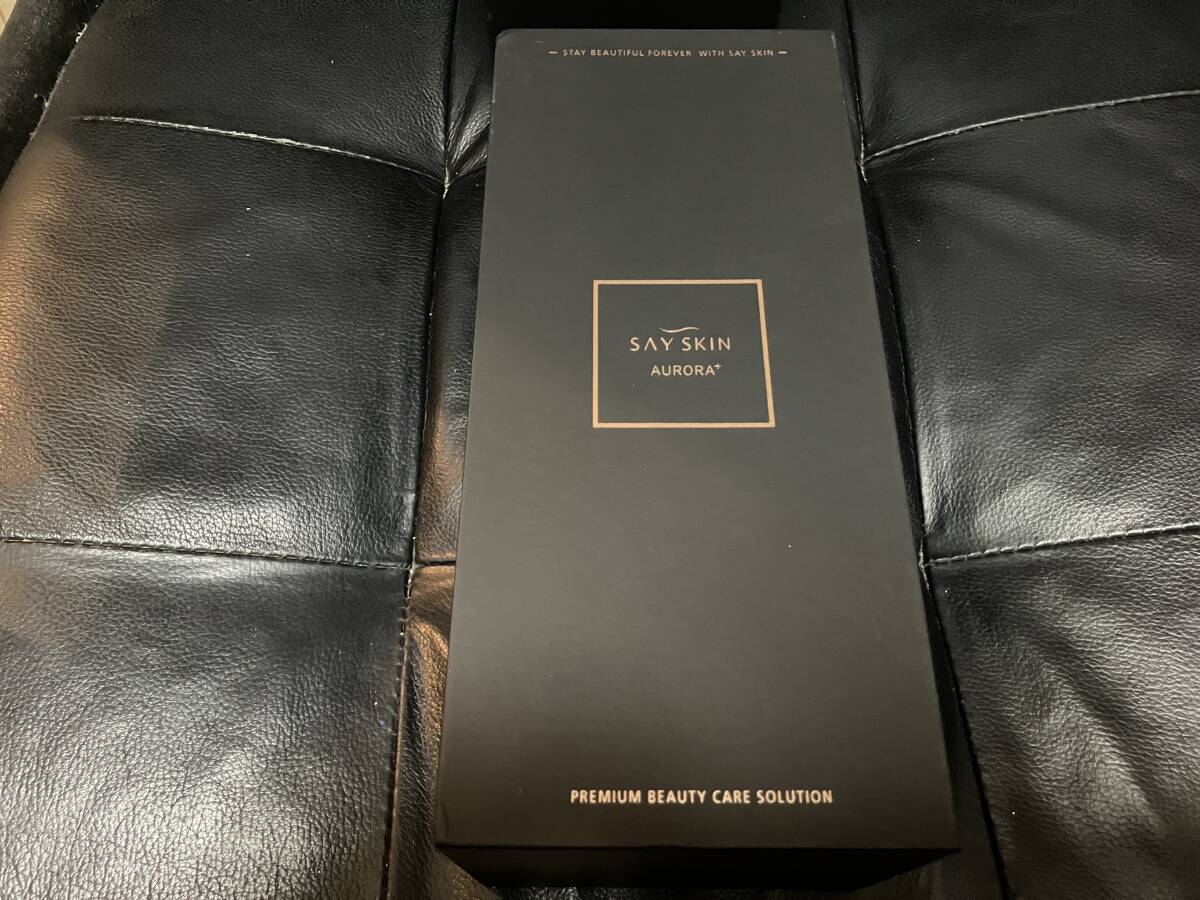 — STAY BEAUTIFUL FOREVER WITH SAY SKIN —
SAY SKIN
AURORA+
PREMIUM BEAUTY CARE SOLUTION